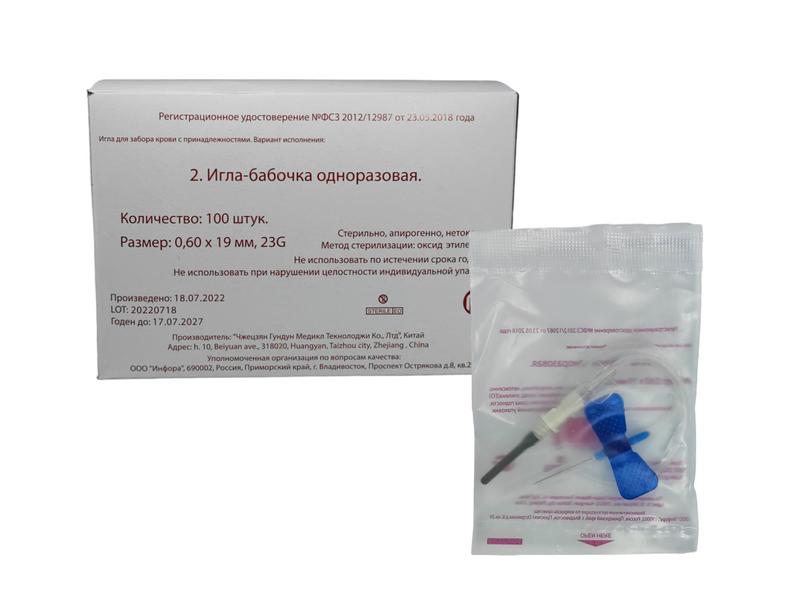 Регистрационное удостоверение №ФСЗ 2012/12987 от 23.05.2018 года
Игла для забора крови с принадлежностями. Вариант исполнения:
2. Игла-бабочка одноразовая.
Количество: 100 штук.
Размер: 0,60 х 19 мм, 23G
Стерильно, апирогенно,
Метод стерилизации: оксид
Не использовать по истечении срока
Не использовать при нарушении целостности индивидуальной
Произведено: 18.07.2022
LOT: 20220718
Годен до: 17.07.2027
STERILE EO
Производитель: "Чжецзян Гундун Медикл Текнолоджи Ко., Лтд", Китай
Адрес: h. 10, Beiyuan ave., 318020, Huangyan, Taizhou city, Zhejiang , China
Уполномоченная организация по вопросам качества:
ООО "Инфора", 690002, Россия, Приморский край, г. Владивосток, Проспект Острякова д.8, кв.